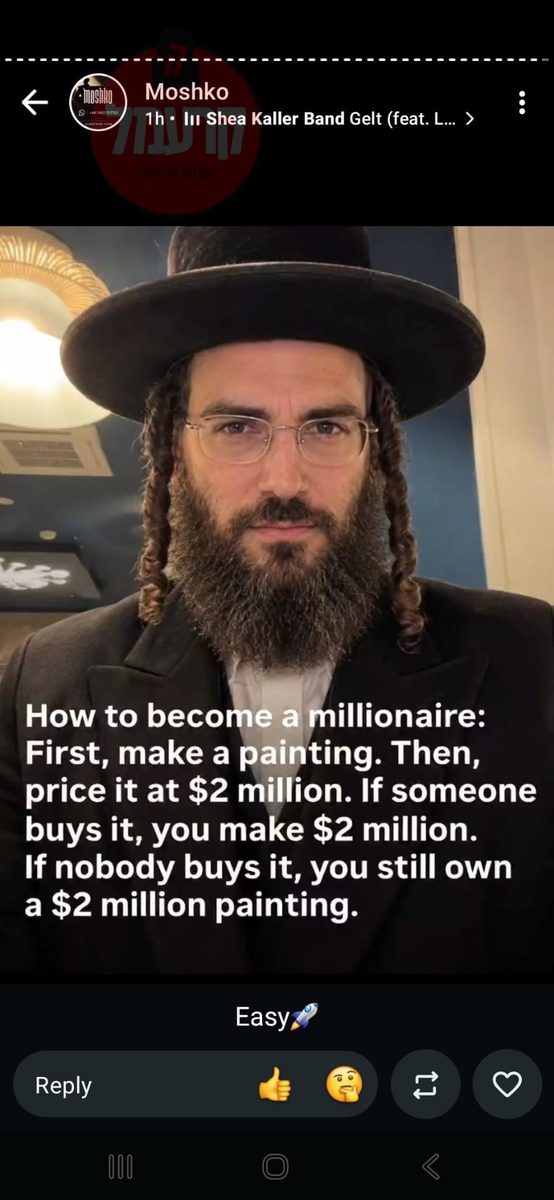 Moshko
1h • Shea Kaller Band Gelt (feat. L...
How to become a millionaire:
First, make a painting. Then,
price it at $2 million. If someone
buys it, you make $2 million.
If nobody buys it, you still own
a $2 million painting.
Easy🚀
Reply